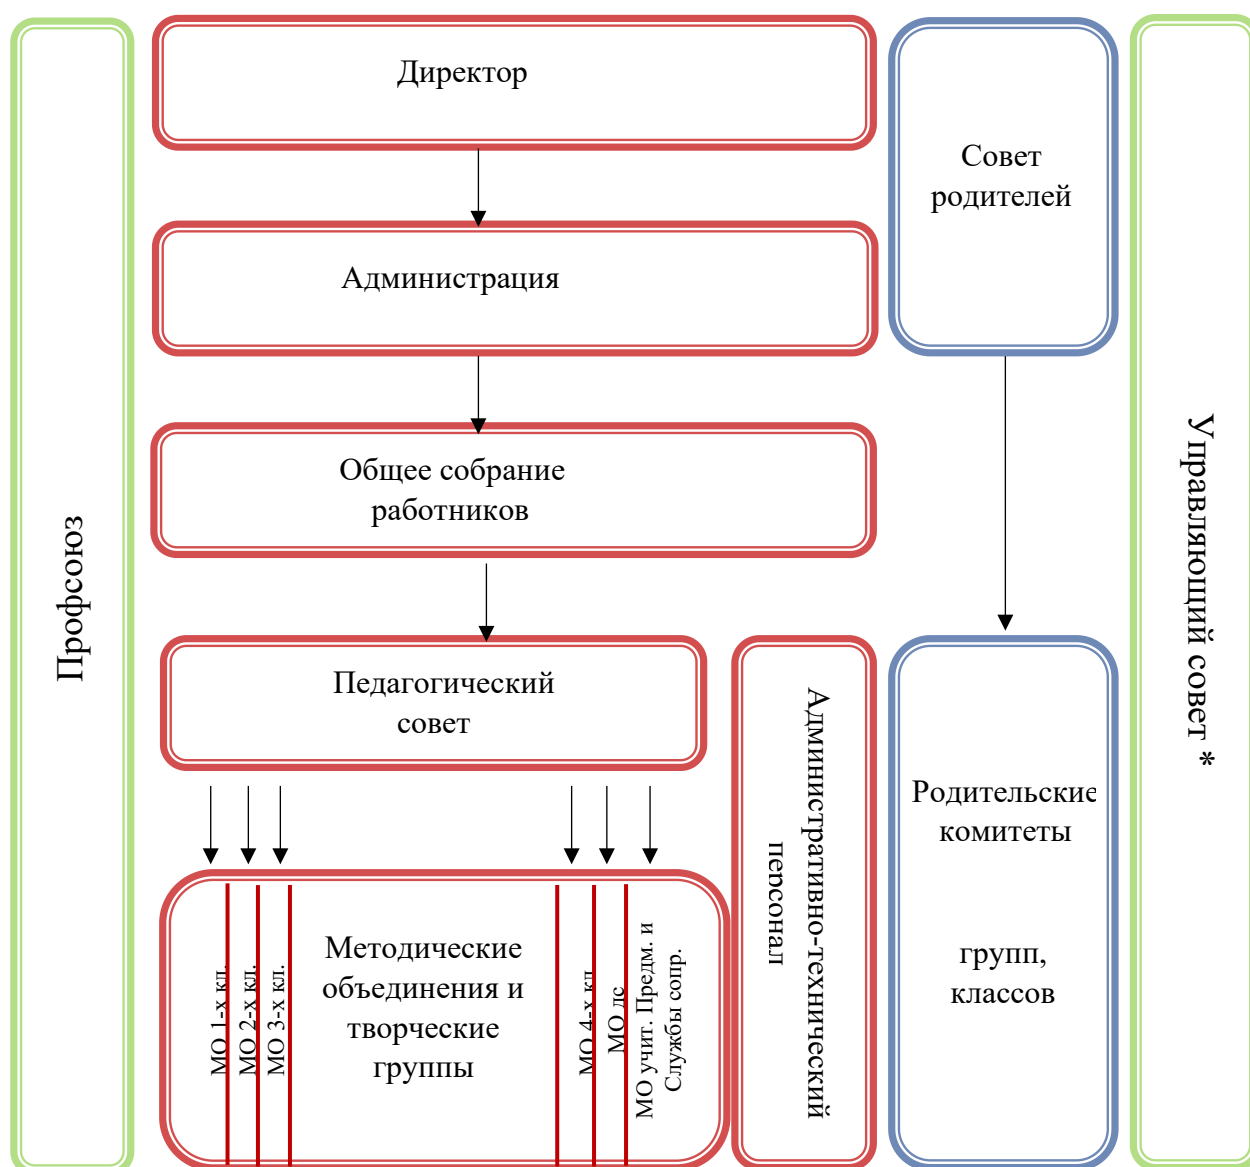 Профсоюз
Директор
Администрация
Общее собрание
работников
Педагогический
совет
МО 1-х кл.
МО 2-х кл.
МО 3-х кл.
Методические
объединения и
творческие
группы
МО 4-х кл
МО дс
МО учит. Предм. и
Службы сопр.
Административно-технический
персонал
Совет
родителей
Родительские
комитеты
групп,
классов
Управляющий совет *